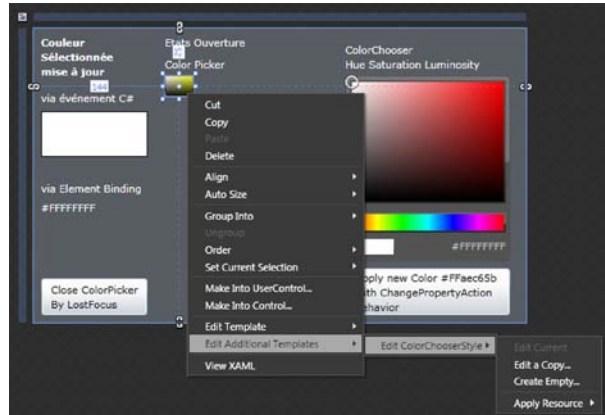 Couleur
Sélectionnée
mise à jour
via événement C#
via Element Binding
#FFFFFFFF
Close ColorPicker
By LostFocus
Etats Ouverture
Color Picker
144
ColorChooser
Hue Saturation Luminosity
#FFFFFFFF
pply new Color #FFaec65b
ith ChangePropertyAction
ehavior
Cut
Copy
Paste
Delete
Align
Auto Size
Group Into
Ungroup
Order
Set Current Selection
Make Into UserControl...
Make Into Control...
Edit Template
Edit Additional Templates
View XAML
Edit ColorChooserStyle
Edit Current
Edit a Copy...
Create Empty...
Apply Resource